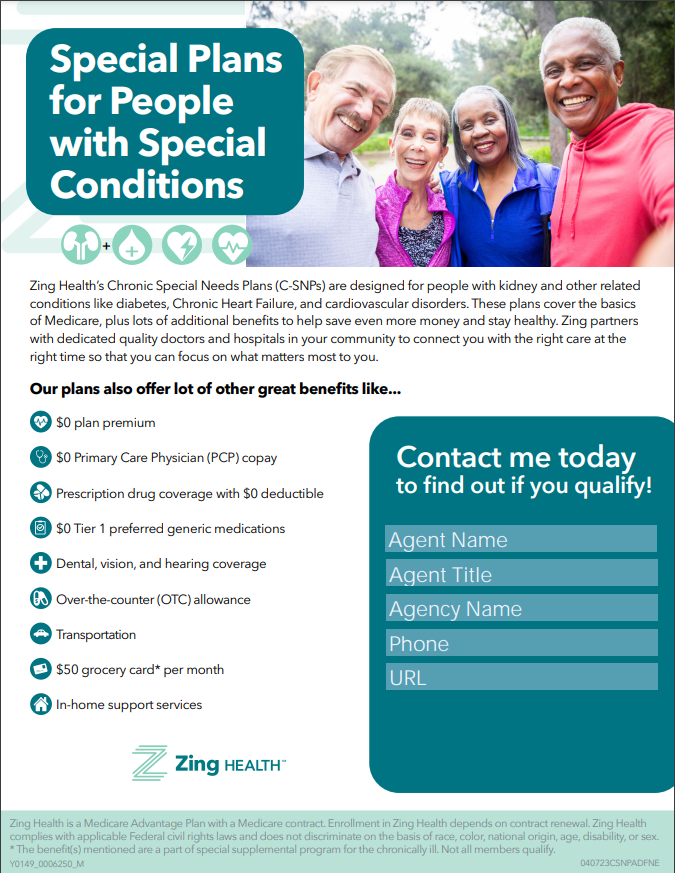 Special Plans
for People
with Special
Conditions
+
Zing Health's Chronic Special Needs Plans (C-SNPs) are designed for people with kidney and other related
conditions like diabetes, Chronic Heart Failure, and cardiovascular disorders. These plans cover the basics
of Medicare, plus lots of additional benefits to help save even more money and stay healthy. Zing partners
with dedicated quality doctors and hospitals in your community to connect you with the right care at the
right time so that you can focus on what matters most to you.
Our plans also offer lot of other great benefits like...
$0 plan premium
$0 Primary Care Physician (PCP) copay
Prescription drug coverage with $0 deductible
$0 Tier 1 preferred generic medications
Dental, vision, and hearing coverage
Over-the-counter (OTC) allowance
Transportation
$50 grocery card* per month
In-home support services
Contact me today
to find out if you qualify!
Agent Name
Agent Title
Agency Name
Phone
URL
Zing HEALTH™
Zing Health is a Medicare Advantage Plan with a Medicare contract. Enrollment in Zing Health depends on contract renewal. Zing Health
complies with applicable Federal civil rights laws and does not discriminate on the basis of race, color, national origin, age, disability, or sex.
* The benefit(s) mentioned are a part of special supplemental program for the chronically ill. Not all members qualify.
Y0149_0006250_M
040723CSNPADFNE